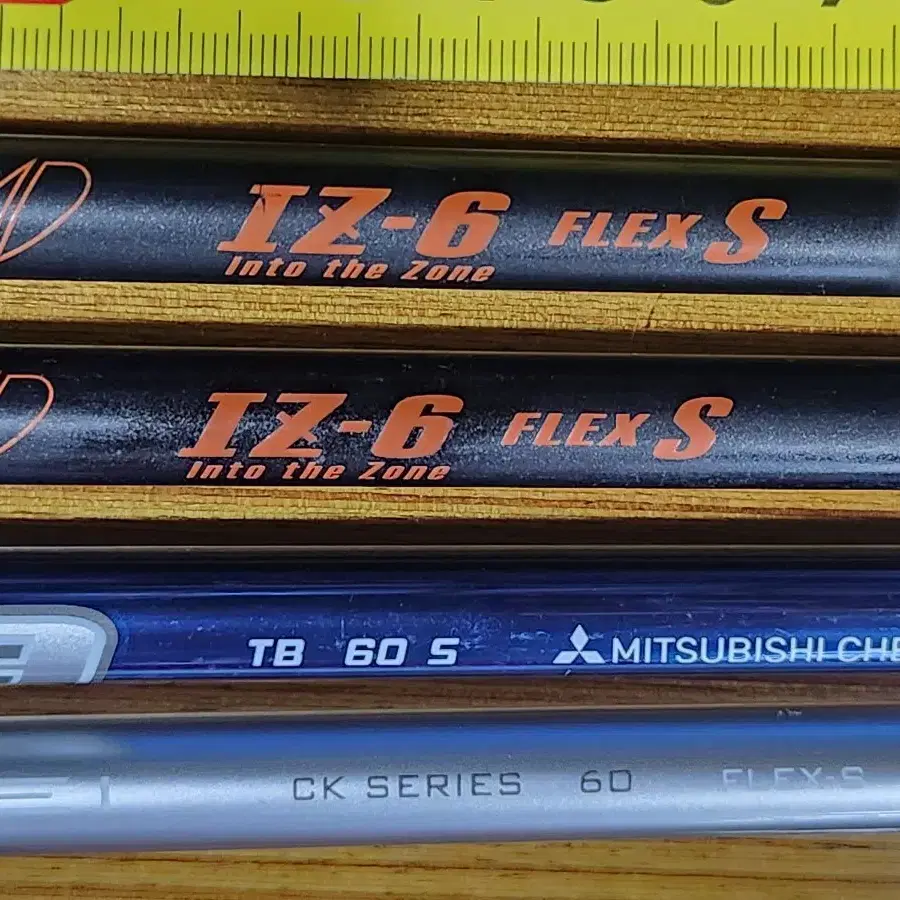 IZ-6 FLEX S
Into the Zone
IZ-6 FLEX S
Into the Zone
TB 60 S MITSUBISHI CHE
CK SERIES 60 FLEX-S